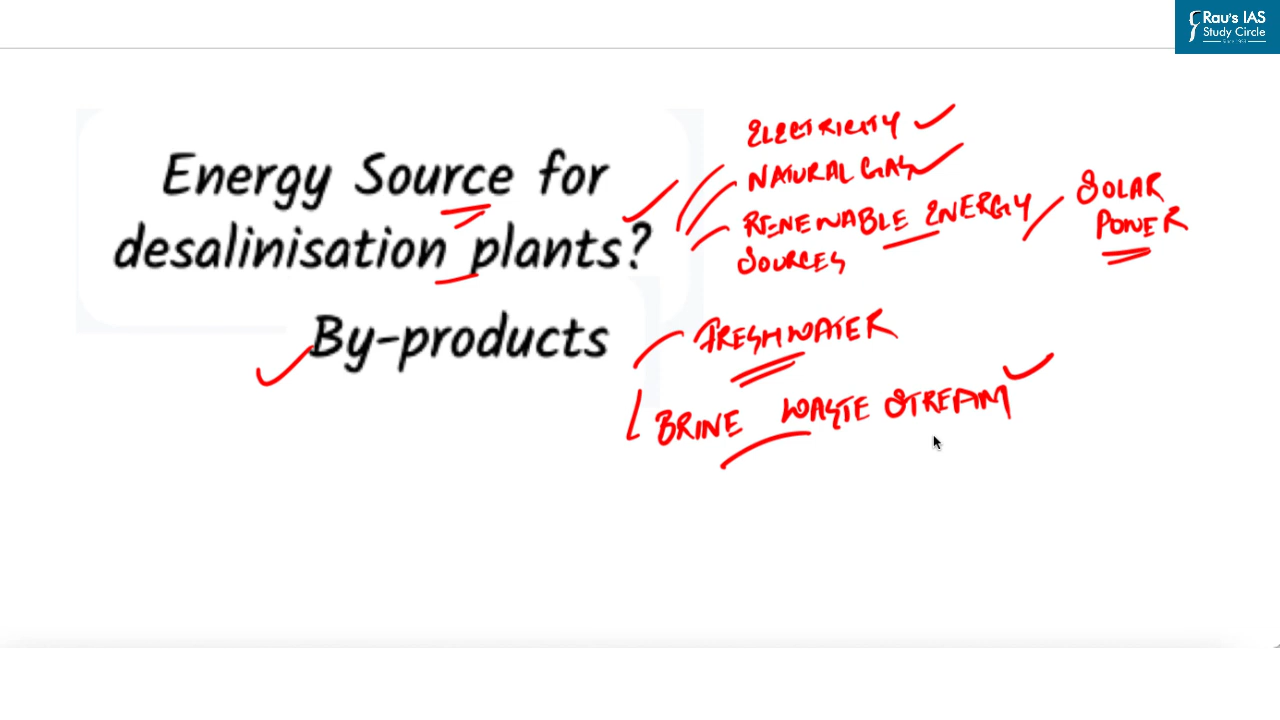 Rau's IAS
Study Circle
Energy Source for
desalinisation plants?
ELECTRICITY
NATURAL GAS
RENEWABLE ENERGY
SOURCES
SOLAR
POWER
By-products
FRESHWATER
BRINE WASTE STREAM